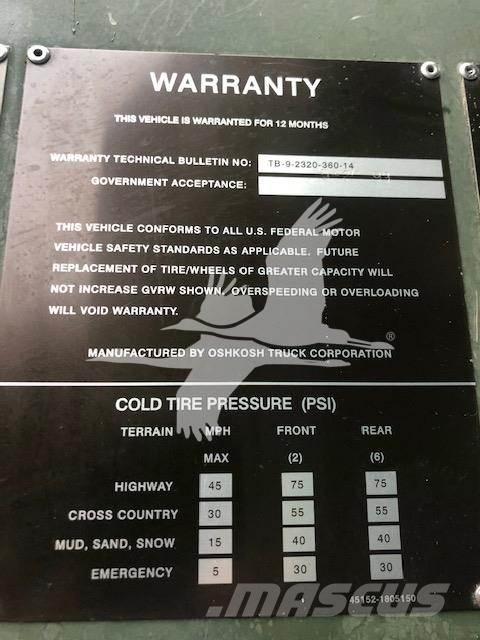 WARRANTY
THIS VEHICLE IS WARRANTED FOR 12 MONTHS
WARRANTY TECHNICAL BULLETIN NO: TB-9-2320-360-14
GOVERNMENT ACCEPTANCE:
THIS VEHICLE CONFORMS TO ALL U.S. FEDERAL MOTOR
VEHICLE SAFETY STANDARDS AS APPLICABLE. FUTURE
REPLACEMENT OF TIRE/WHEELS OF GREATER CAPACITY WILL
NOT INCREASE GVRW SHOWN. OVERSPEEDING OR OVERLOADING
WILL VOID WARRANTY.
®
MANUFACTURED BY OSHKOSH TRUCK CORPORATION
COLD TIRE PRESSURE (PSI)
TERRAIN MPH FRONT REAR
MAX (2) (6)
HIGHWAY 45 75 75
CROSS COUNTRY 30 55 55
MUD, SAND, SNOW 15 40 40
EMERGENCY 5 30 30
45152-1805150
MASCUS